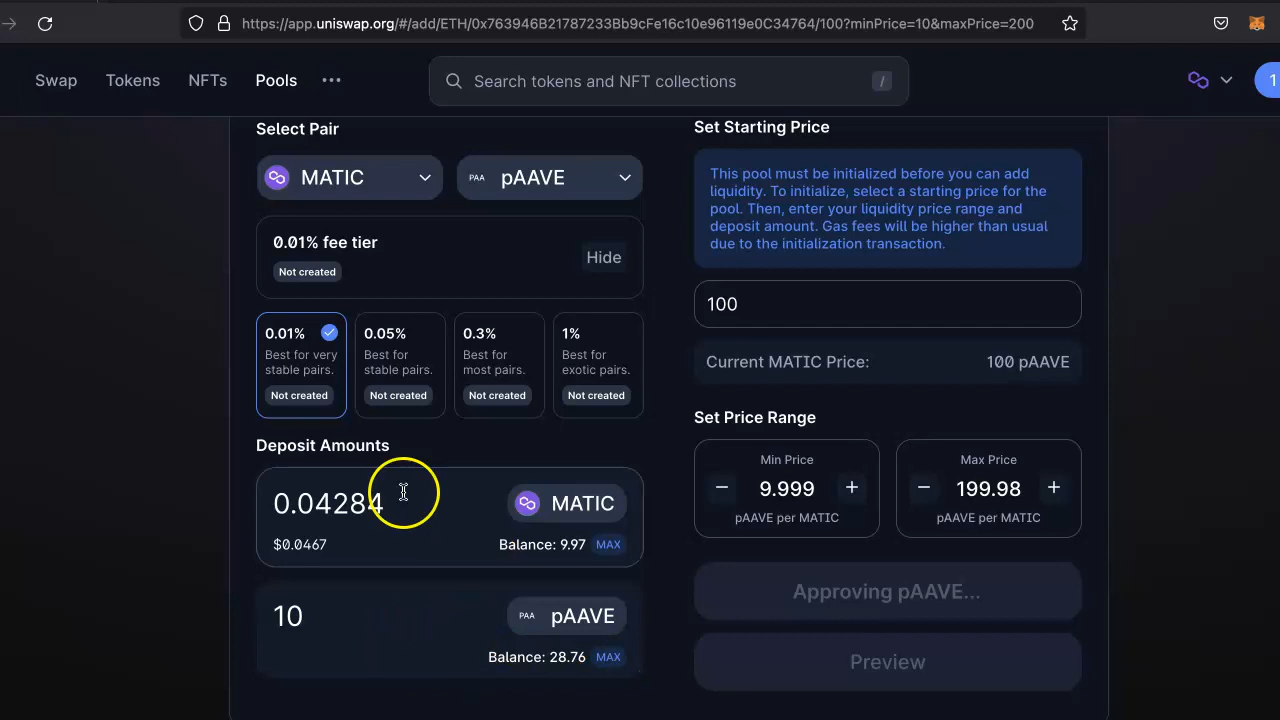 https://app.uniswap.org/#/add/ETH/0x763946B21787233Bb9cFe16c10e96119e0C34764/100?minPrice=10&maxPrice=200
Swap Tokens NFTs Pools ··· Search tokens and NFT collections / 1
Select Pair
MATIC PAA pAAVE
0.01% fee tier
Not created
Hide
0.01%
Best for very
stable pairs.
Not created
0.05%
Best for
stable pairs.
Not created
0.3%
Best for
most pairs.
Not created
1%
Best for
exotic pairs.
Not created
Deposit Amounts
0.04284 MATIC
$0.0467 Balance: 9.97 MAX
10 PAA pAAVE
Balance: 28.76 MAX
Set Starting Price
This pool must be initialized before you can add
liquidity. To initialize, select a starting price for the
pool. Then, enter your liquidity price range and
deposit amount. Gas fees will be higher than usual
due to the initialization transaction.
100
Current MATIC Price: 100 pAAVE
Set Price Range
Min Price
− 9.999 +
pAAVE per MATIC
Max Price
− 199.98 +
pAAVE per MATIC
Approving pAAVE...
Preview